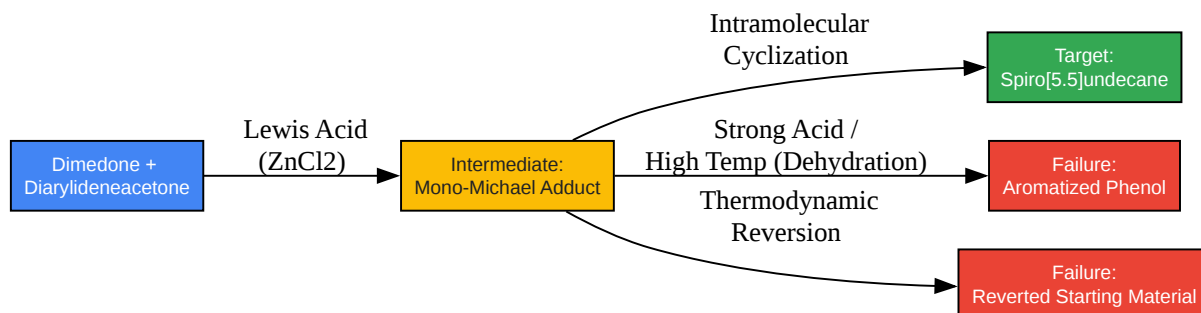 Dimedone +
Diarylideneacetone
Lewis Acid
(ZnCl2)
Intermediate:
Mono-Michael Adduct
Intramolecular
Cyclization
Target:
Spiro[5.5]undecane
Strong Acid /
High Temp (Dehydration)
Failure:
Aromatized Phenol
Thermodynamic
Reversion
Failure:
Reverted Starting Material